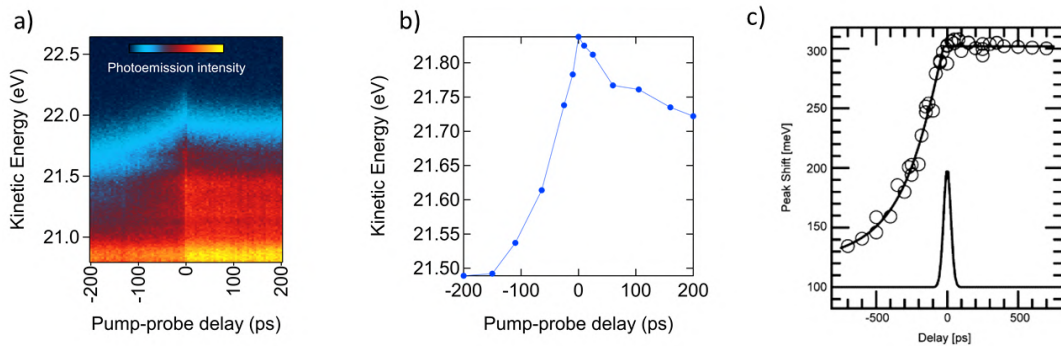 a)
22.5
22.0
21.5
21.0
Kinetic Energy (eV)
Photoemission intensity
-200
-100
0
100
200
Pump-probe delay (ps)
b)
21.80
21.75
21.70
21.65
21.60
21.55
21.50
Kinetic Energy (eV)
-200
-100
0
100
200
Pump-probe delay (ps)
c)
300
250
200
150
100
Peak Shift [meV]
-500
0
500
Delay [ps]